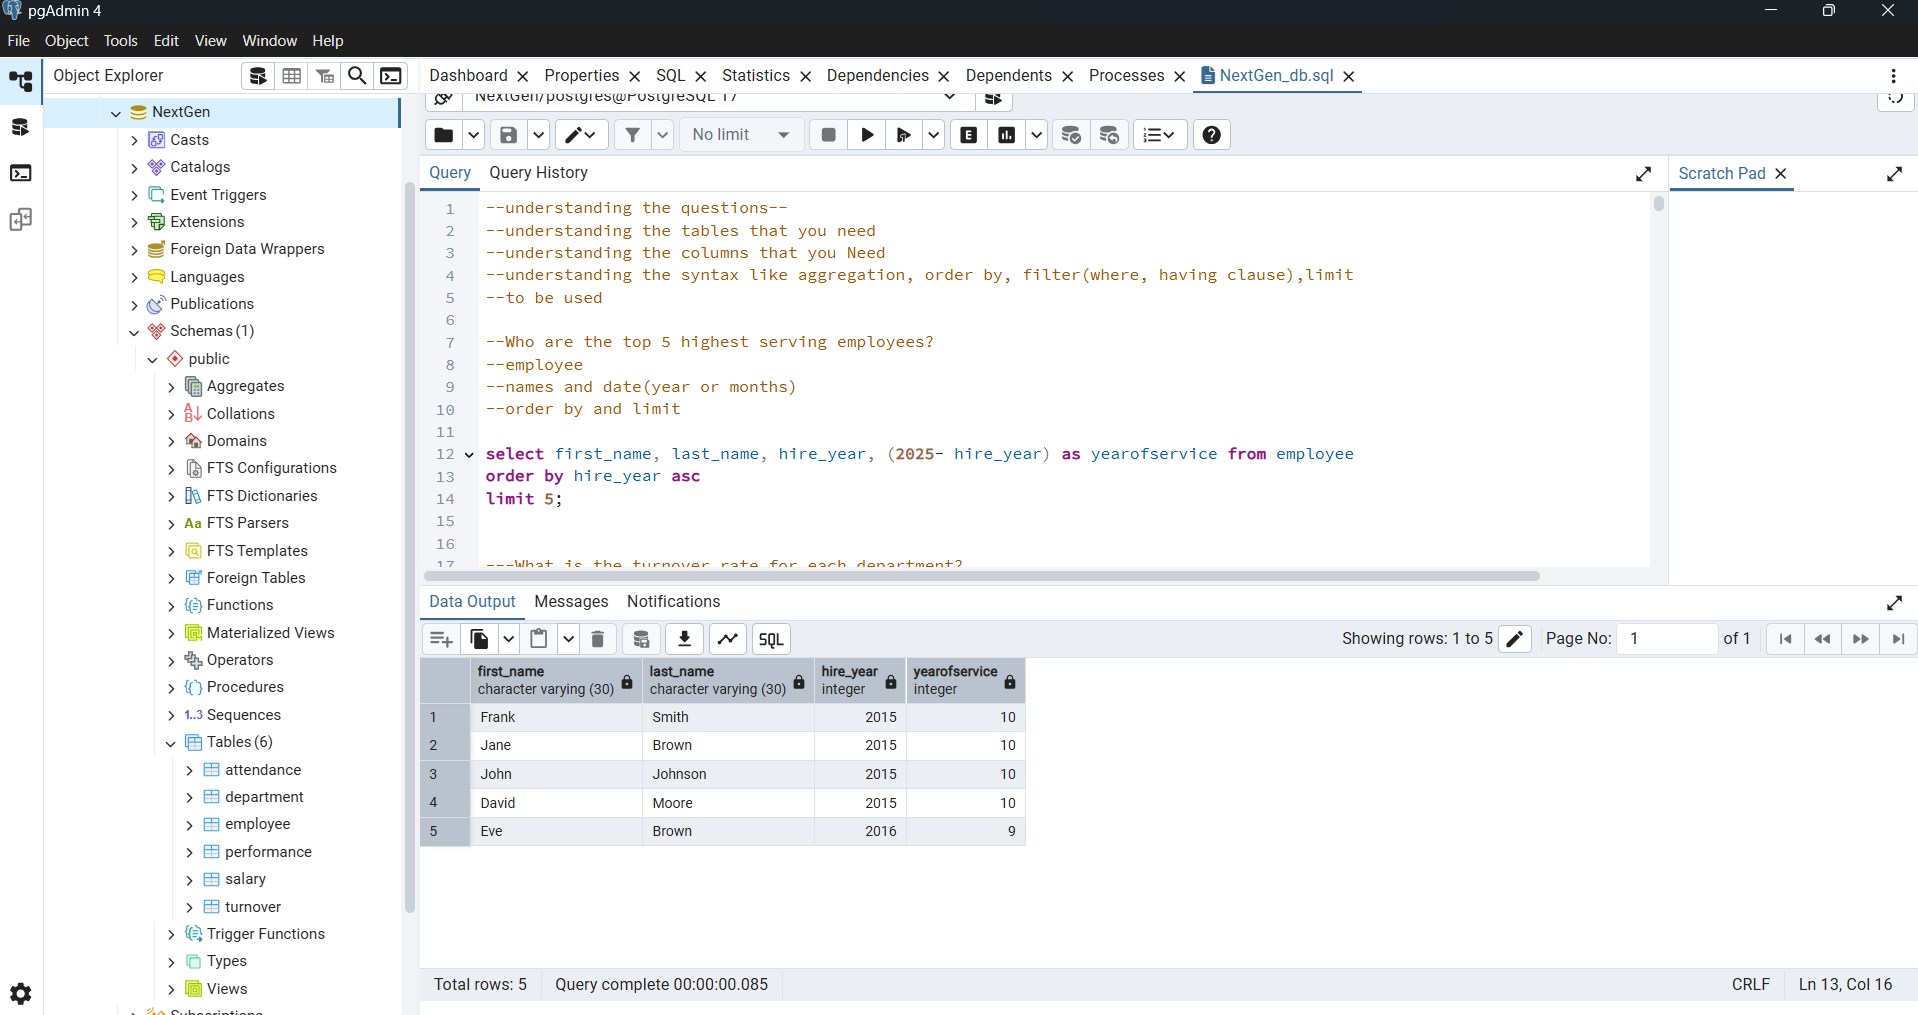 pgAdmin 4
File Object Tools Edit View Window Help
Object Explorer
Dashboard Properties SQL Statistics Dependencies Dependents Processes NextGen_db.sql
NextGen/postgres@PostgreSQL 17
NextGen
Casts
Catalogs
Event Triggers
Extensions
Foreign Data Wrappers
Languages
Publications
Schemas (1)
public
Aggregates
Collations
Domains
FTS Configurations
FTS Dictionaries
Aa FTS Parsers
FTS Templates
Foreign Tables
Functions
Materialized Views
Operators
Procedures
1..3 Sequences
Tables (6)
attendance
department
employee
performance
salary
turnover
Trigger Functions
Types
Views
Subscriptions
No limit
E
Query Query History
Scratch Pad
1 --understanding the questions--
2 --understanding the tables that you need
3 --understanding the columns that you Need
4 --understanding the syntax like aggregation, order by, filter(where, having clause),limit
5 --to be used
6
7 --Who are the top 5 highest serving employees?
8 --employee
9 --names and date(year or months)
10 --order by and limit
11
12 select first_name, last_name, hire_year, (2025- hire_year) as yearofservice from employee
13 order by hire_year asc
14 limit 5;
15
16
17 ---What is the turnover rate for each department?
Data Output Messages Notifications
SQL
Showing rows: 1 to 5 Page No: 1 of 1
first_name last_name hire_year yearofservice
character varying (30) character varying (30) integer integer
1 Frank Smith 2015 10
2 Jane Brown 2015 10
3 John Johnson 2015 10
4 David Moore 2015 10
5 Eve Brown 2016 9
Total rows: 5 Query complete 00:00:00.085 CRLF Ln 13, Col 16